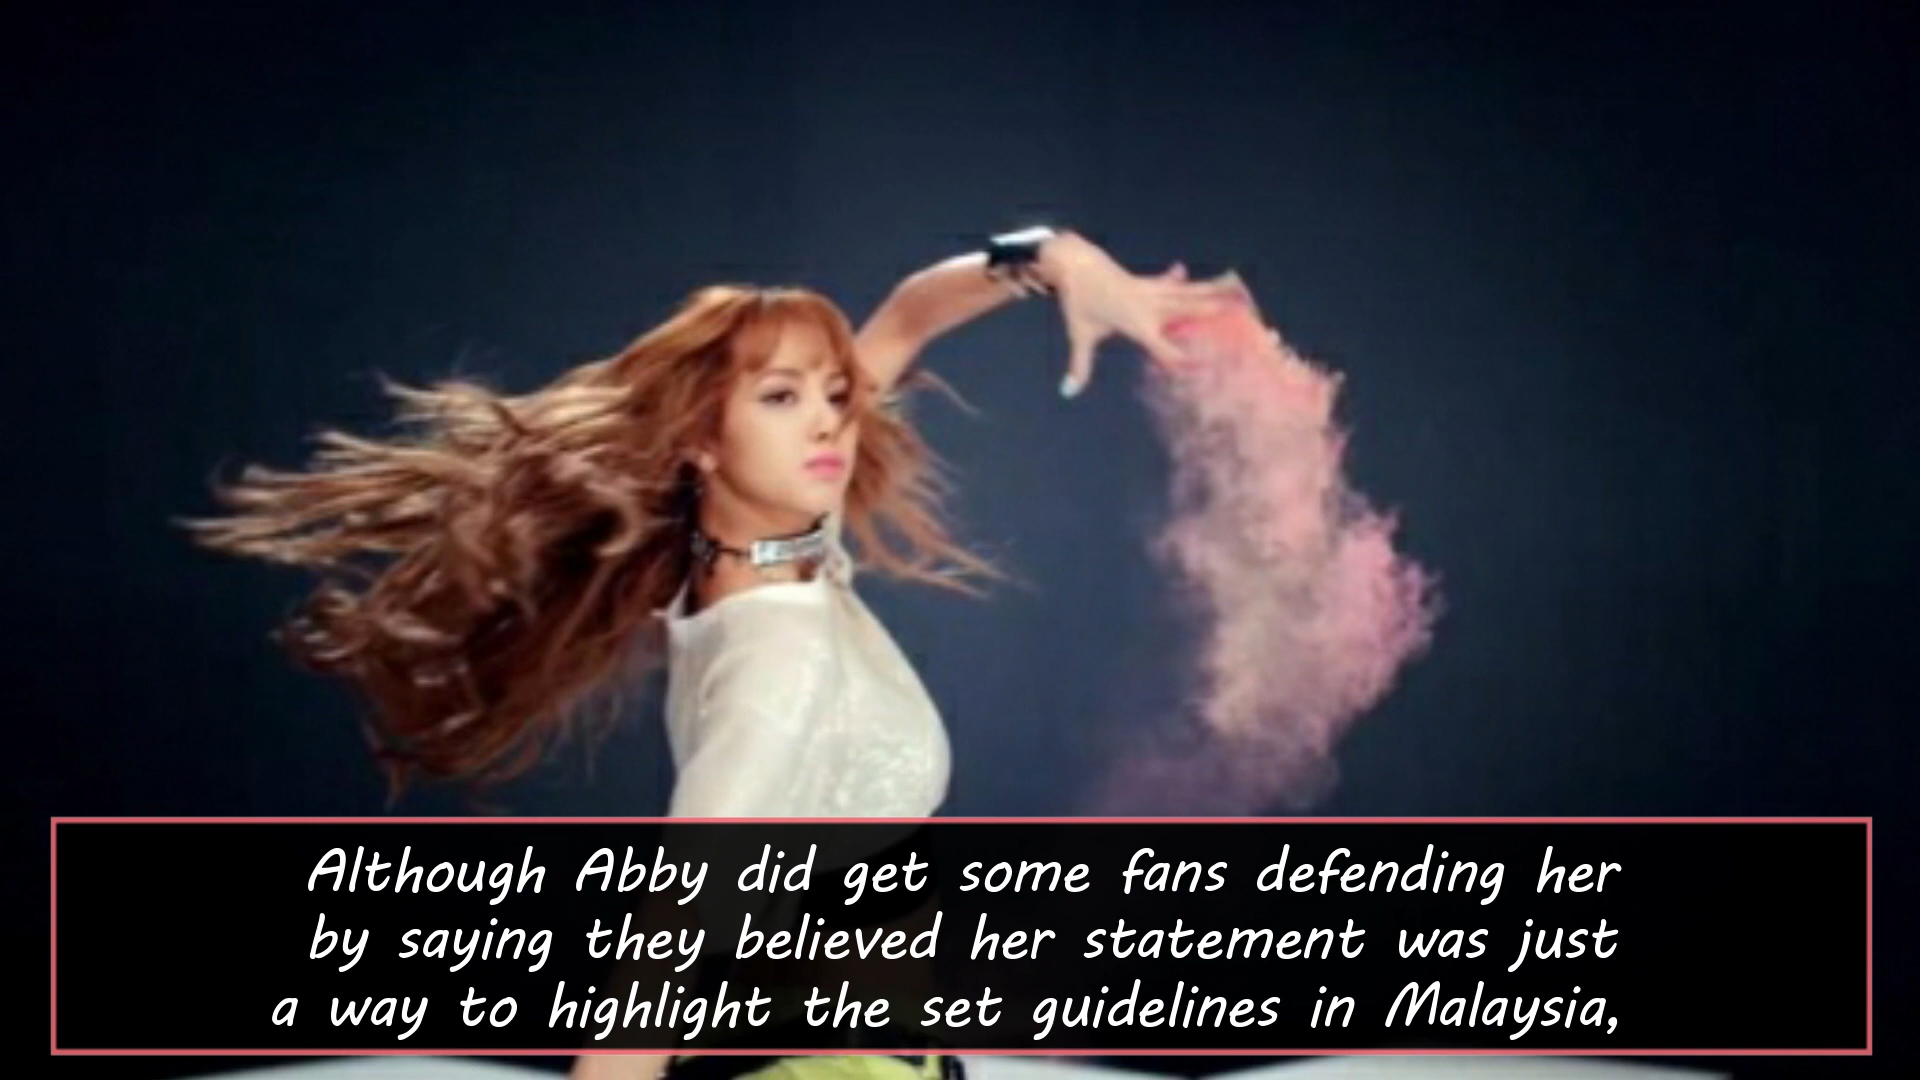 Although Abby did get some fans defending her
by saying they believed her statement was just
a way to highlight the set guidelines in Malaysia,